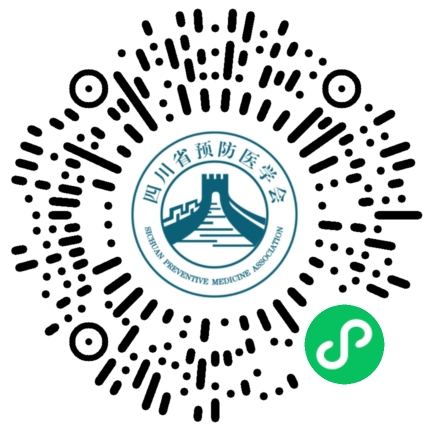 四川省预防医学会
SICHUAN PREVENTIVE MEDICINE ASSOCIATION